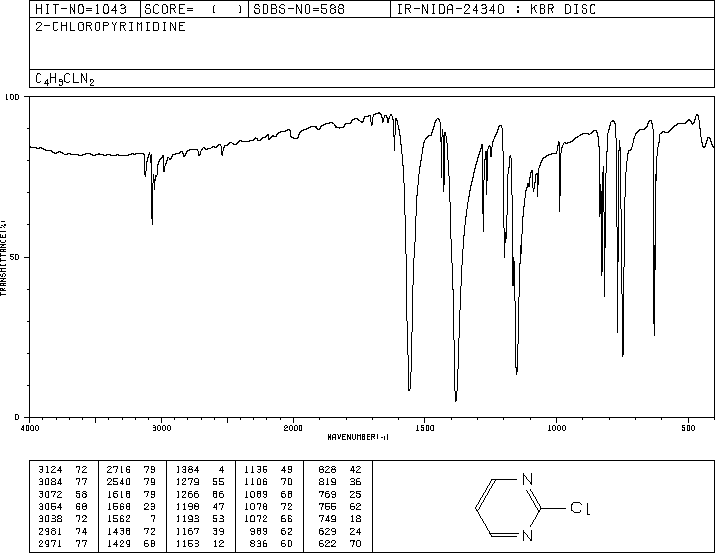 HIT-NO=1043 SCORE= ( ) SDBS-NO=588 IR-NIDA-24340 : KBR DISC
2-CHLOROPYRIMIDINE
C4H3CLN2
100
50
0
TRANSMITTANCE(%)
4000 3000 2000 1500 1000 500
WAVENUMBER(-1)
3124 72 2716 79 1384 4 1136 49 828 42
3084 77 2540 79 1279 55 1106 70 819 36
3072 58 1618 79 1266 86 1089 68 769 25
3054 68 1568 29 1198 47 1078 72 755 62
3038 72 1562 7 1193 53 1072 66 749 18
2981 74 1438 72 1167 39 989 62 629 24
2971 77 1429 68 1153 12 836 60 622 70
N
Cl
N